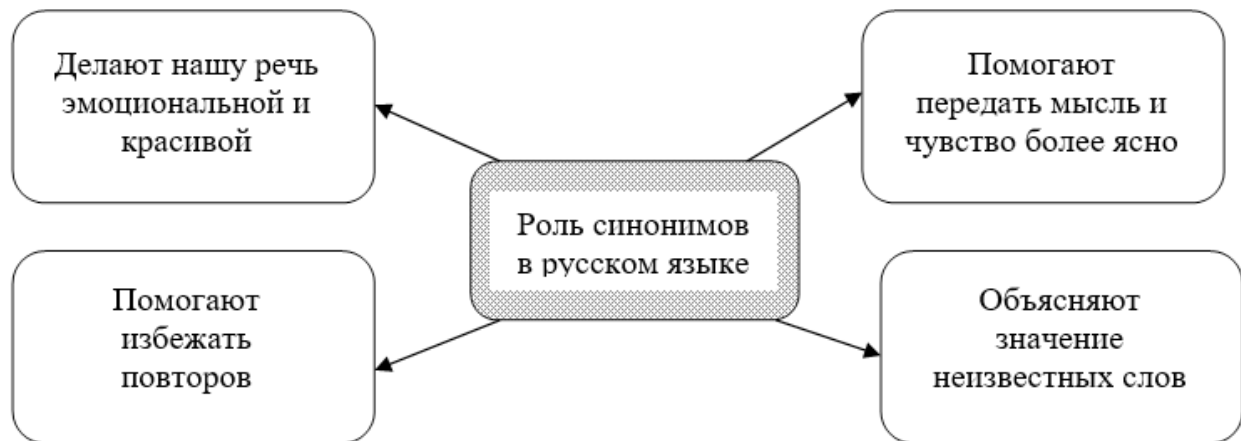 Делают нашу речь
эмоциональной и
красивой
Помогают
передать мысль и
чувство более ясно
Роль синонимов
в русском языке
Помогают
избежать
повторов
Объясняют
значение
неизвестных слов